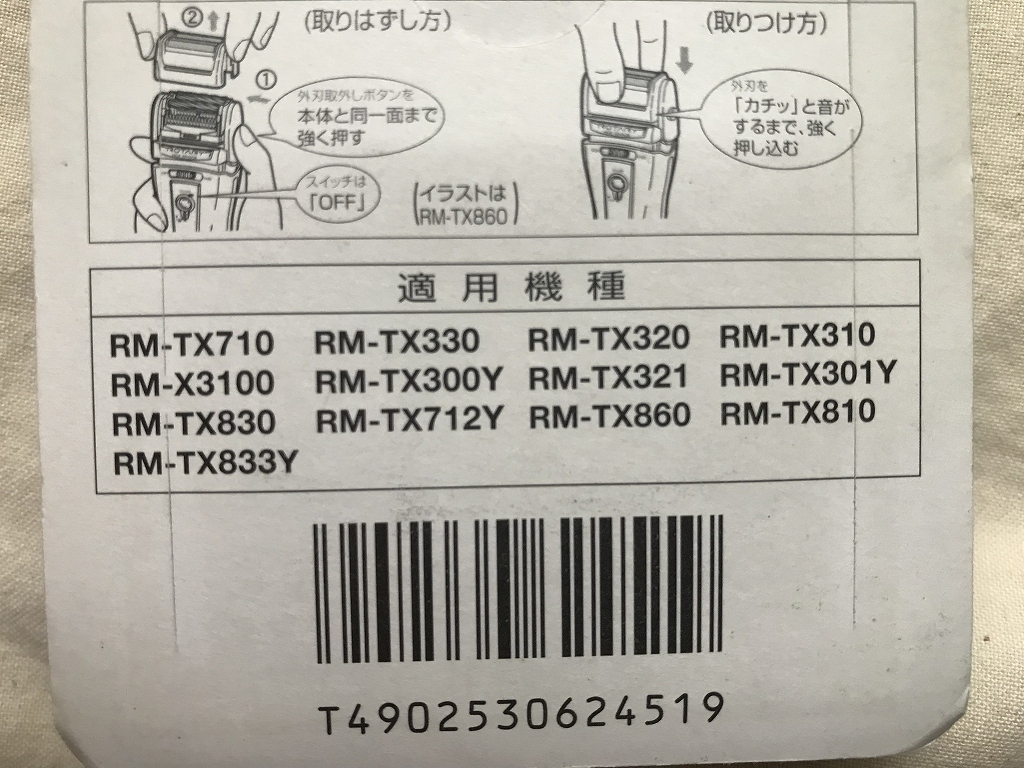 (取りはずし方)
②
①
外刃取外しボタンを
本体と同一面まで
強く押す
スイッチは
「OFF」
(イラストは
RM-TX860)
(取りつけ方)
外刃を
「カチッ」と音が
するまで、強く
押し込む
適用機種
RM-TX710 RM-TX330 RM-TX320 RM-TX310
RM-X3100 RM-TX300Y RM-TX321 RM-TX301Y
RM-TX830 RM-TX712Y RM-TX860 RM-TX810
RM-TX833Y
T4902530624519